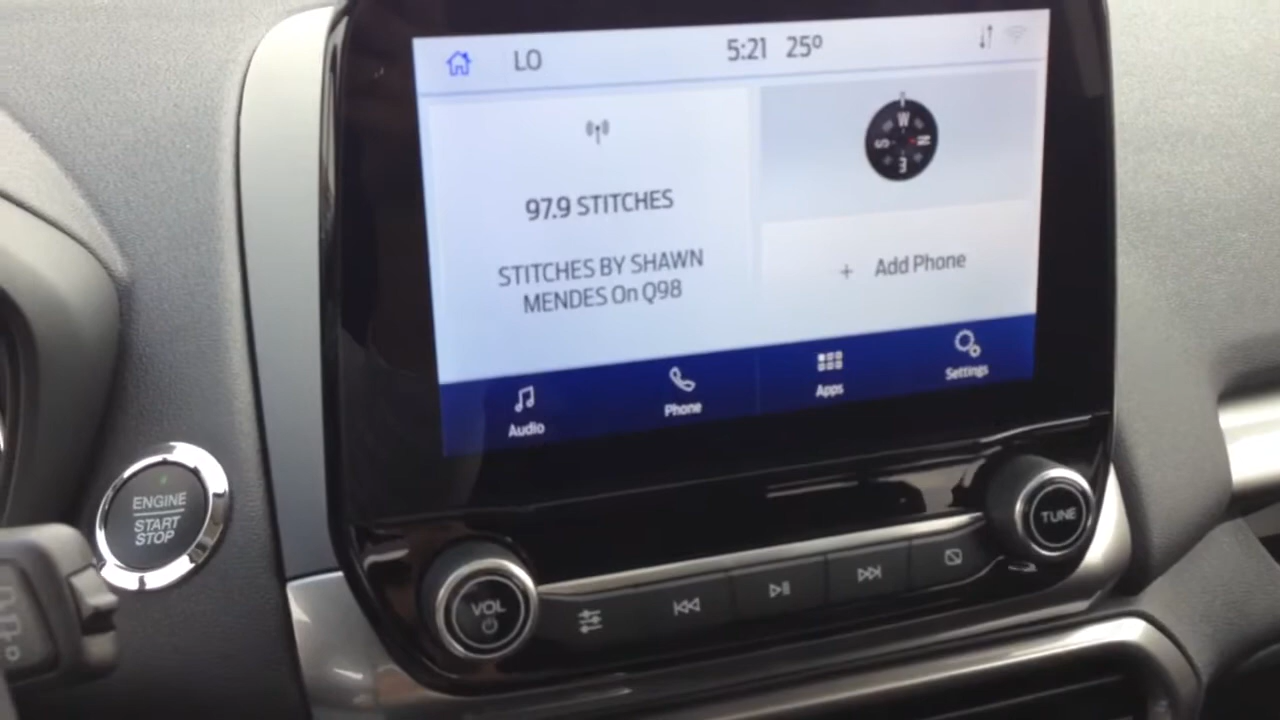 LO
5:21 25°
97.9 STITCHES
STITCHES BY SHAWN
MENDES On Q98
W
N
S
E
+ Add Phone
Audio
Phone
Apps
Settings
ENGINE
START
STOP
VOL
TUNE